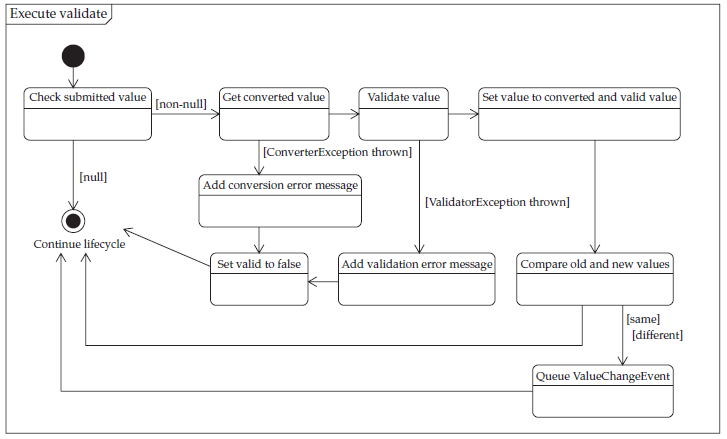 Execute validate
Check submitted value
[non-null]
Get converted value
Validate value
Set value to converted and valid value
[ConverterException thrown]
[null]
Add conversion error message
[ValidatorException thrown]
Continue lifecycle
Set valid to false
Add validation error message
Compare old and new values
[same]
[different]
Queue ValueChangeEvent